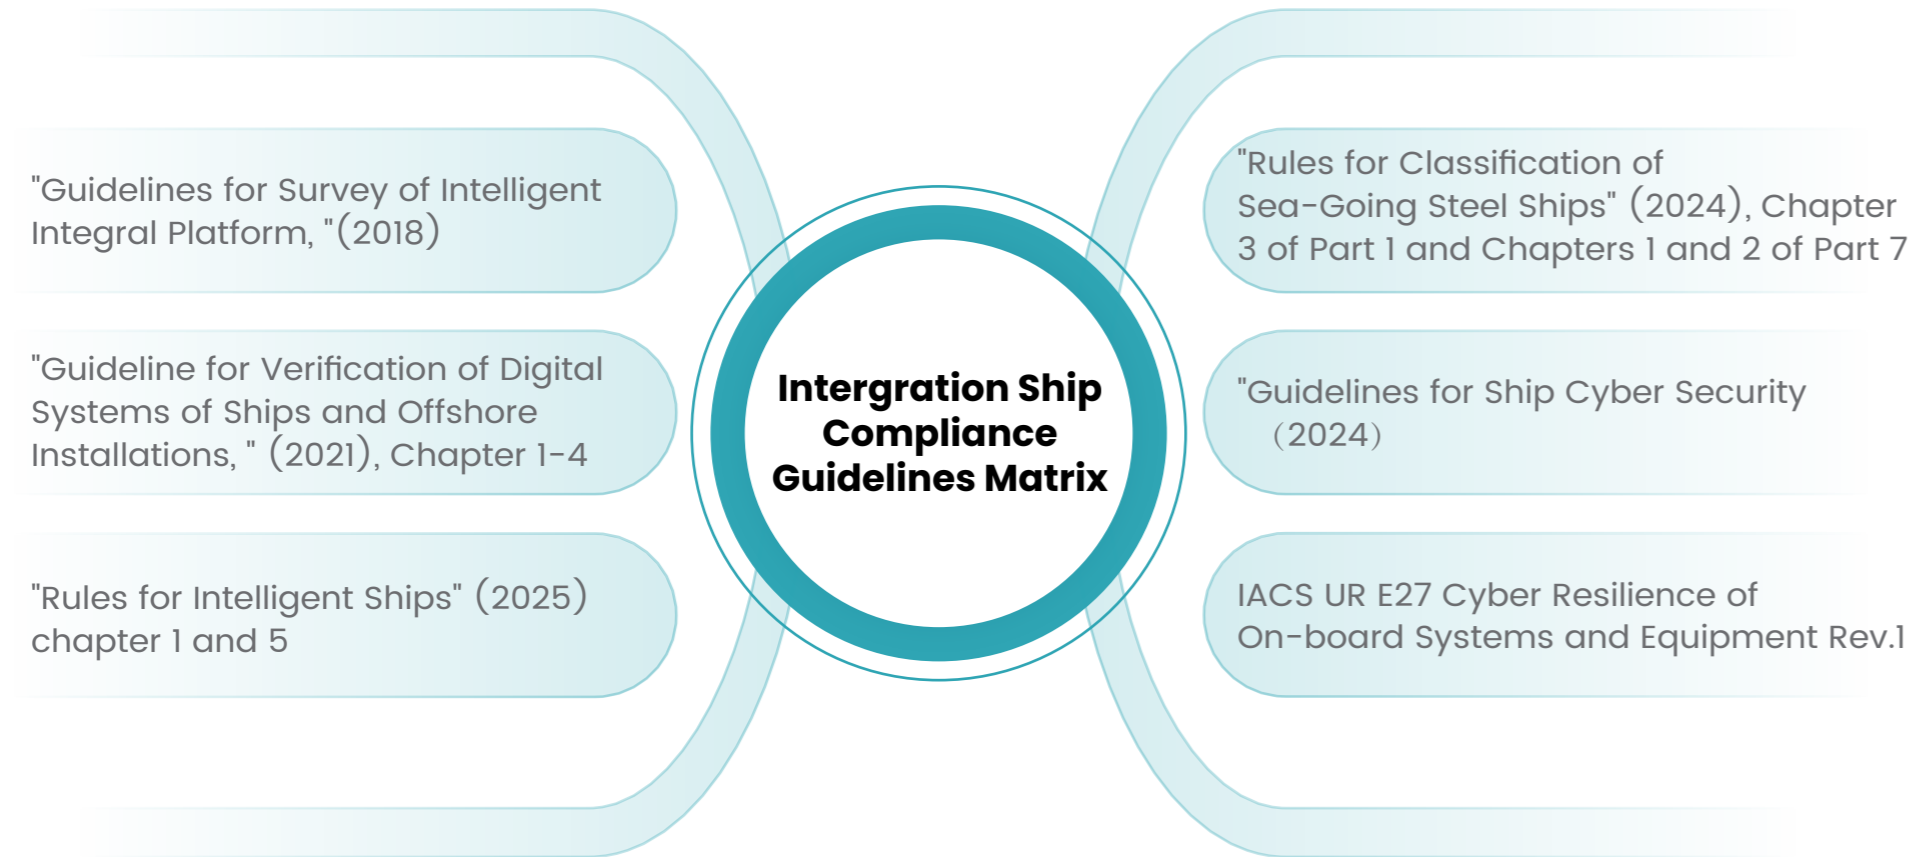 "Guidelines for Survey of Intelligent
Integral Platform, "(2018)
"Guideline for Verification of Digital
Systems of Ships and Offshore
Installations, " (2021), Chapter 1-4
"Rules for Intelligent Ships" (2025)
chapter 1 and 5
Intergration Ship
Compliance
Guidelines Matrix
"Rules for Classification of
Sea-Going Steel Ships" (2024), Chapter
3 of Part 1 and Chapters 1 and 2 of Part 7
"Guidelines for Ship Cyber Security
（2024）
IACS UR E27 Cyber Resilience of
On-board Systems and Equipment Rev.1